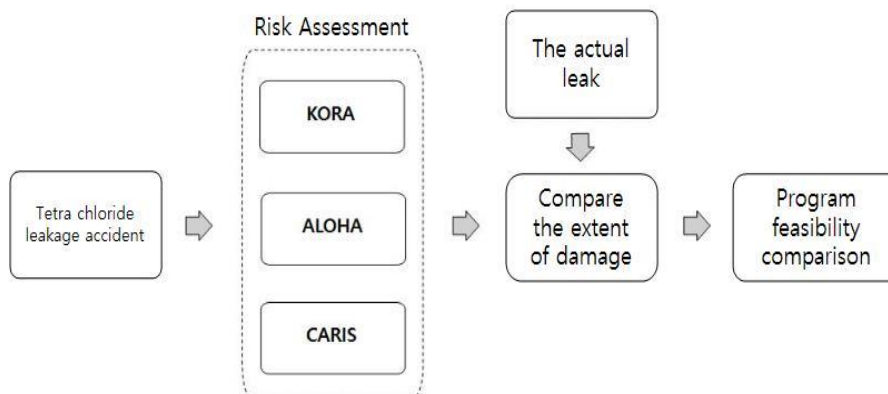 Risk Assessment
KORA
ALOHA
CARIS
Tetra chloride
leakage accident
The actual
leak
Compare
the extent
of damage
Program
feasibility
comparison